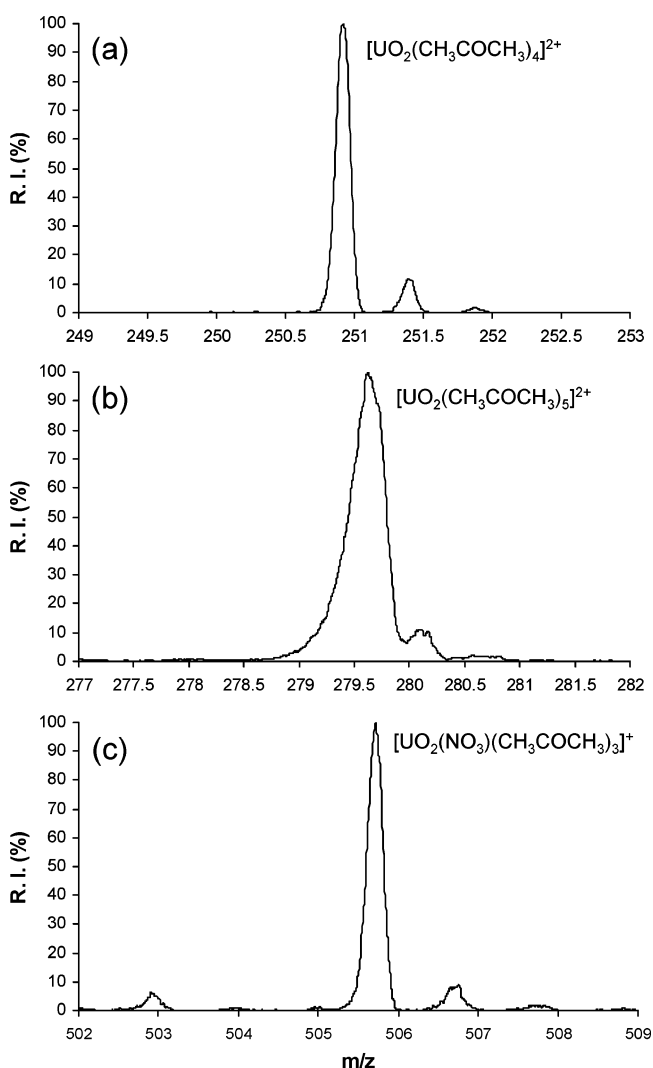 (a)
[UO₂(CH₃COCH₃)₄]²⁺
R. I. (%)
100
90
80
70
60
50
40
30
20
10
0
249 249.5 250 250.5 251 251.5 252 252.5 253
(b)
[UO₂(CH₃COCH₃)₅]²⁺
R. I. (%)
100
90
80
70
60
50
40
30
20
10
0
277 277.5 278 278.5 279 279.5 280 280.5 281 281.5 282
(c)
[UO₂(NO₃)(CH₃COCH₃)₃]⁺
R. I. (%)
100
90
80
70
60
50
40
30
20
10
0
502 503 504 505 506 507 508 509
m/z